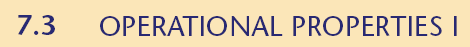 7.3 OPERATIONAL PROPERTIES I